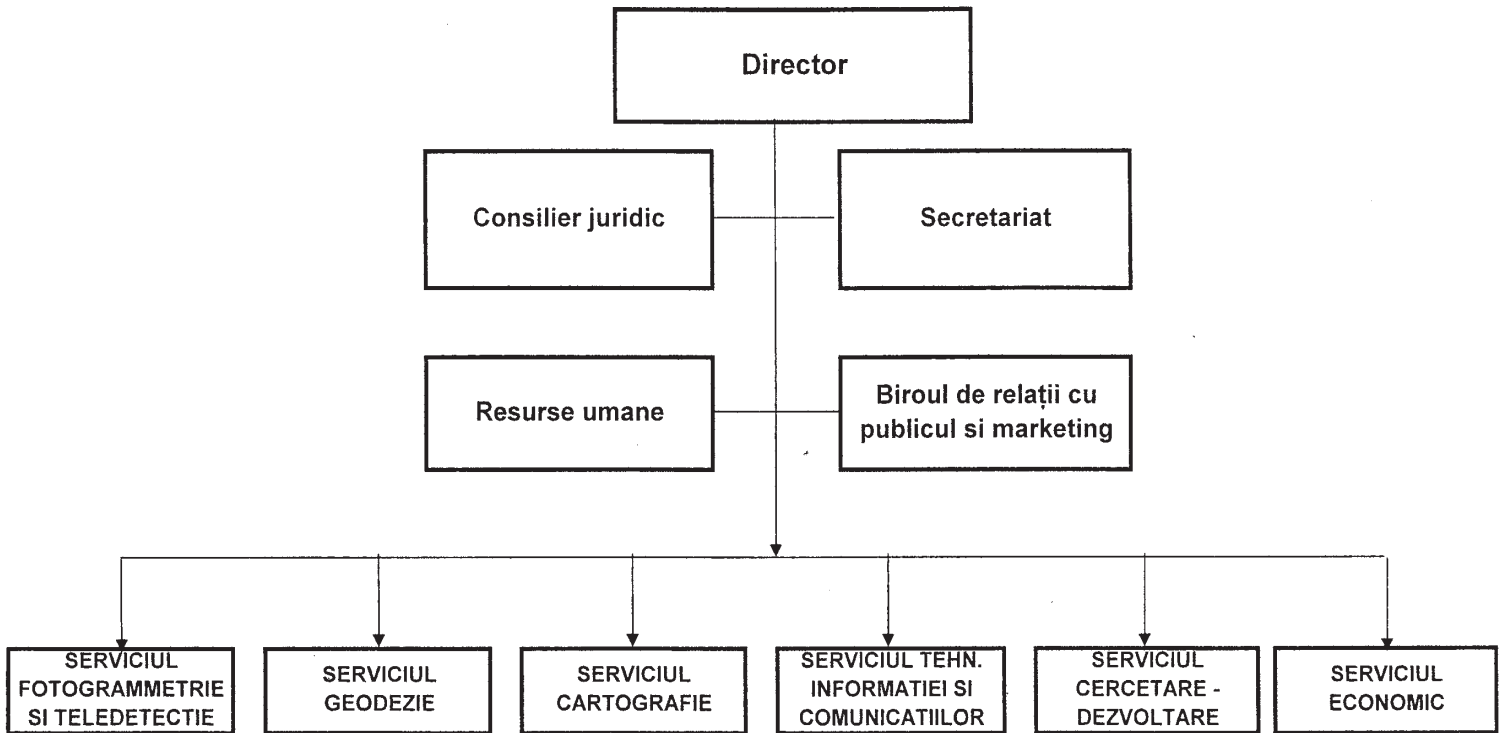 Director
Consilier juridic
Secretariat
Resurse umane
Biroul de relații cu
publicul si marketing
SERVICIUL
FOTOGRAMMETRIE
SI TELEDETECTIE
SERVICIUL
GEODEZIE
SERVICIUL
CARTOGRAFIE
SERVICIUL TEHN.
INFORMATIEI SI
COMUNICATIILOR
SERVICIUL
CERCETARE -
DEZVOLTARE
SERVICIUL
ECONOMIC